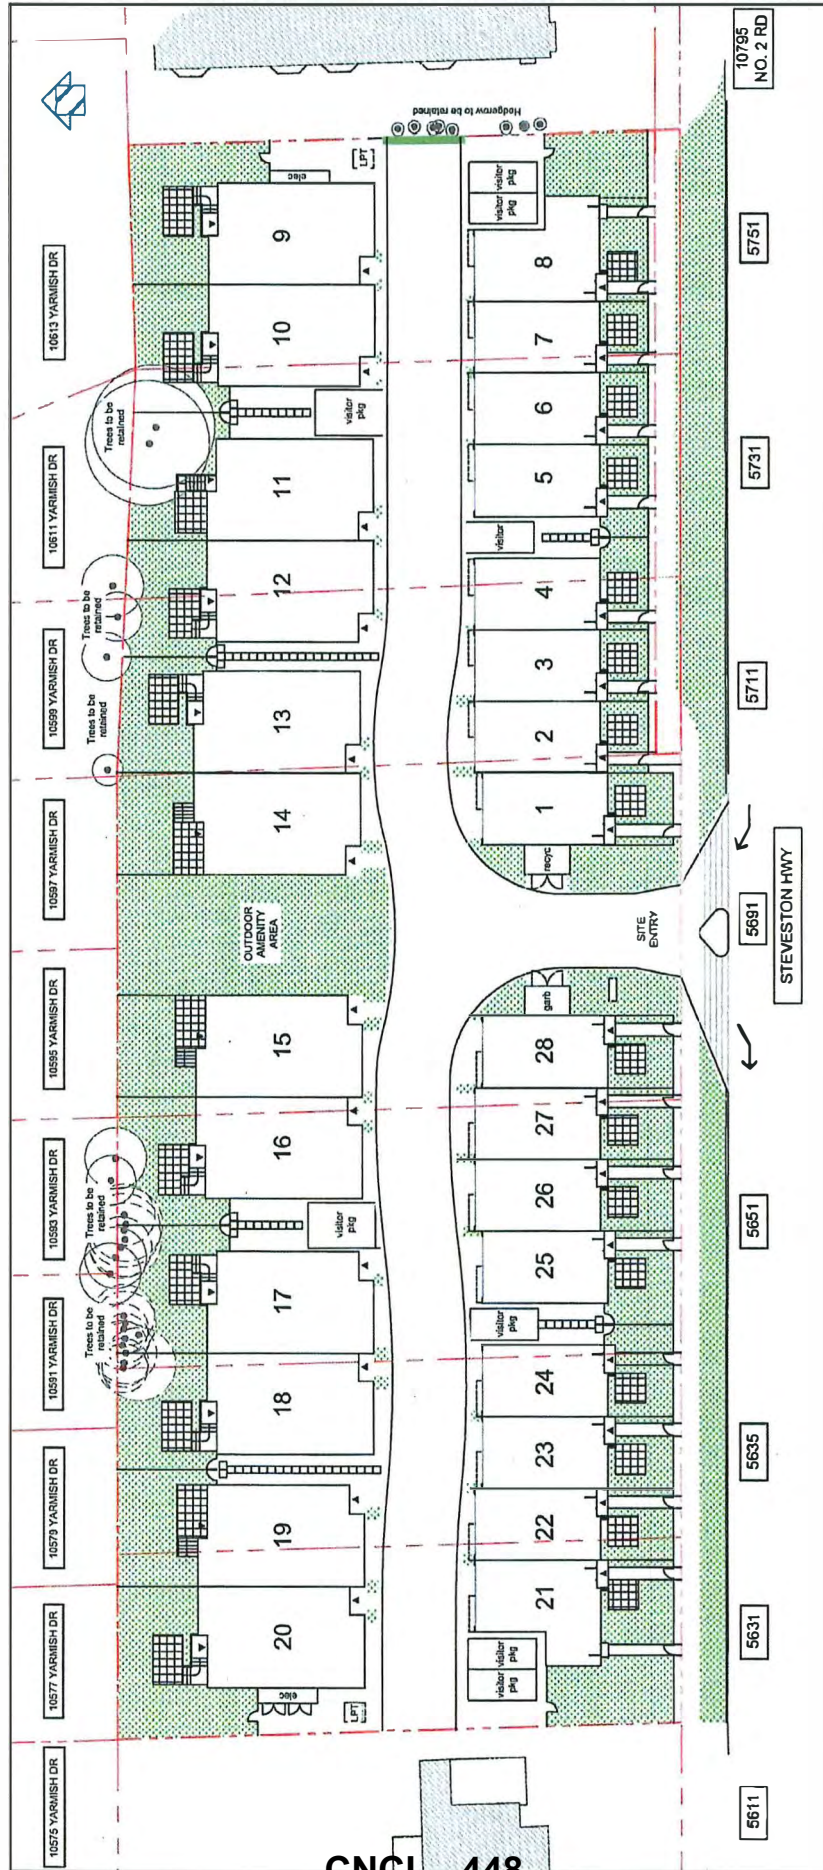 10575 YARMISH DR
10577 YARMISH DR
10579 YARMISH DR
10591 YARMISH DR
10593 YARMISH DR
10595 YARMISH DR
10597 YARMISH DR
10599 YARMISH DR
10611 YARMISH DR
10613 YARMISH DR
Trees to be
retained
Trees to be
retained
Trees to be
retained
Trees to be
retained
Trees to be
retained
20
19
18
17
16
15
OUTDOOR
AMENITY
AREA
14
13
12
11
10
9
elec
LPT
visitor
pkg
visitor
pkg
elec
LPT
Hedgerow to be retained
visitor
pkg
visitor
pkg
21
22
23
24
visitor
pkg
25
26
27
28
garb
SITE
ENTRY
recyc
1
2
3
4
visitor
5
6
7
8
visitor
pkg
visitor
pkg
5611
5631
5635
5651
5691
5711
5731
5751
10795
NO. 2 RD
STEVESTON HWY
CNCL - 448